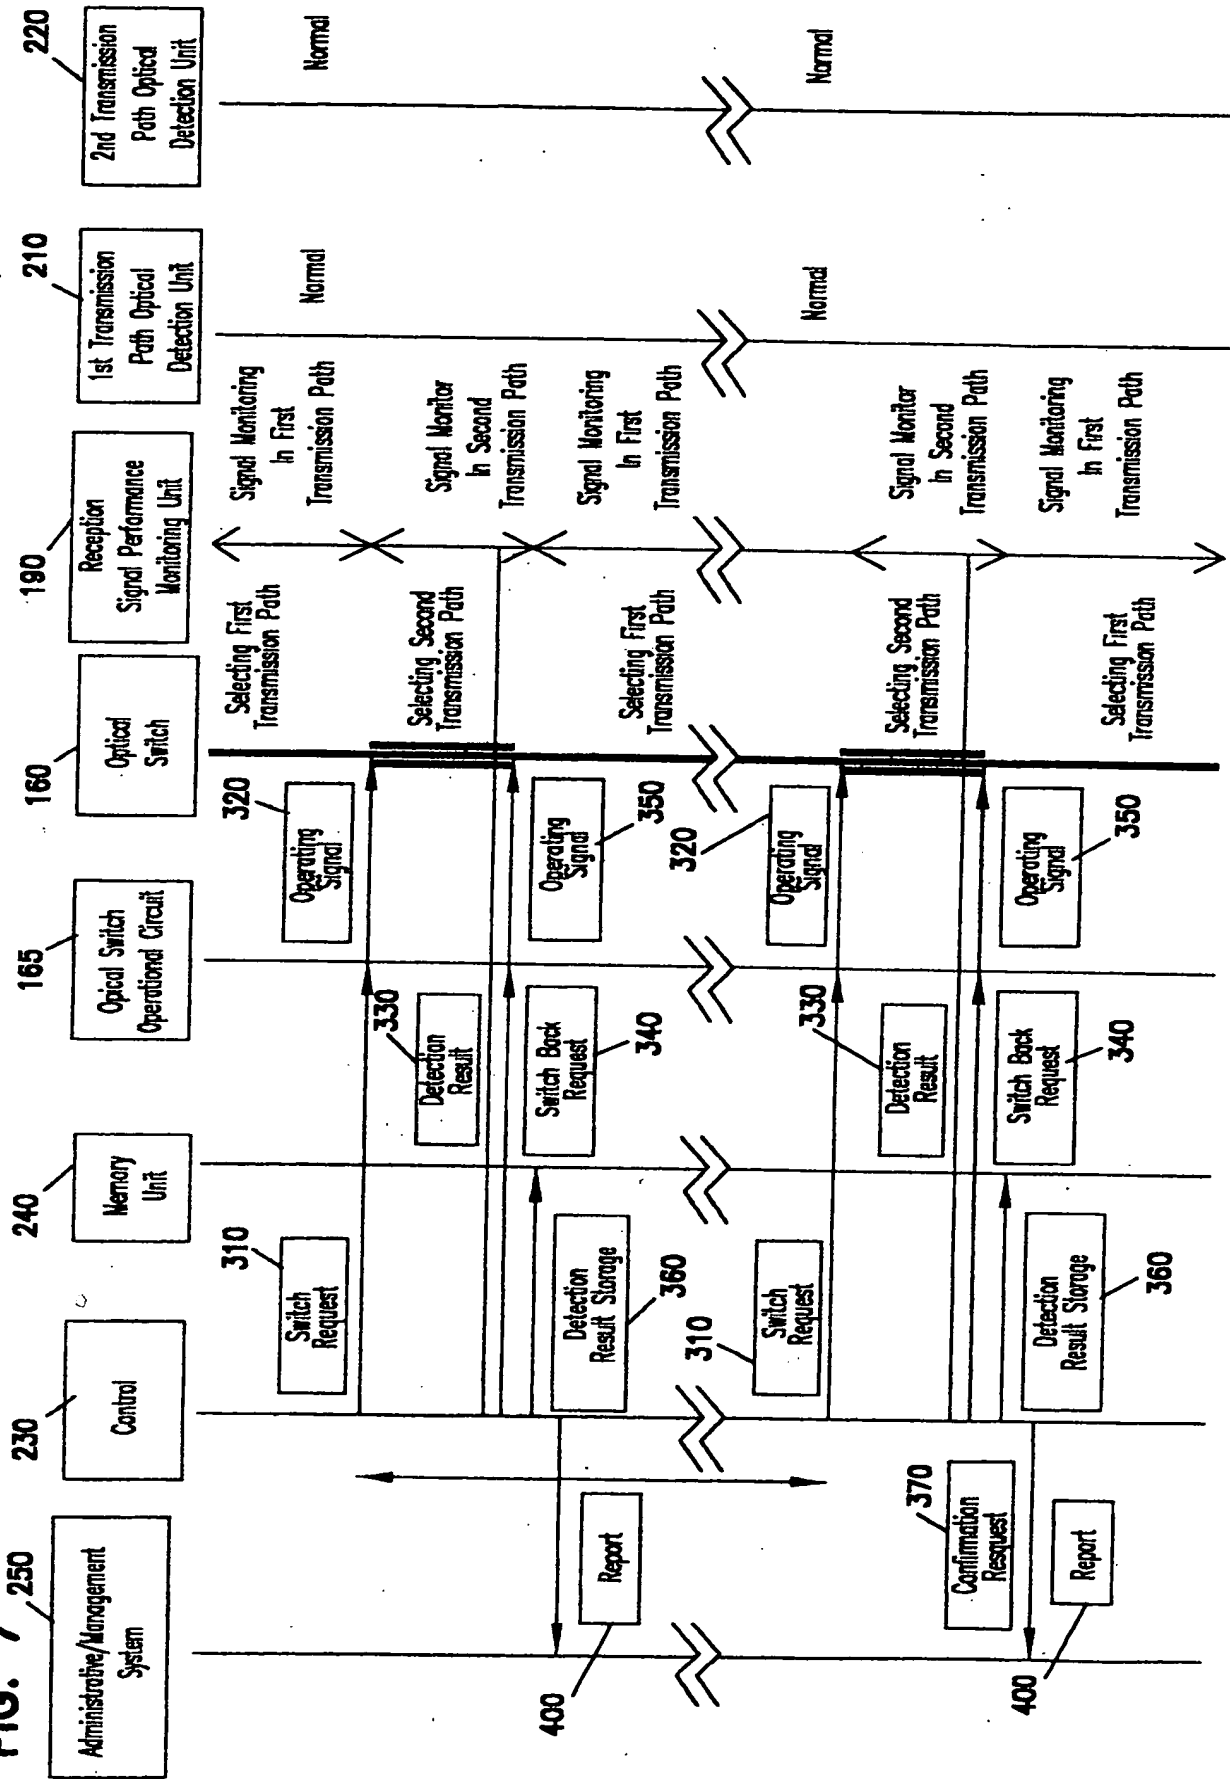 FIG. 7
250
Administrative/Management
System
230
Control
240
Memory
Unit
165
Opical Switch
Operational Circuit
160
Optical
Switch
190
Reception
Signal Performance
Monitoring Unit
210
1st Transmission
Path Optical
Detection Unit
220
2nd Transmission
Path Optical
Detection Unit
310
Switch
Request
320
Operating
Signal
Selecting First
Transmission Path
Signal Monitoring
In First
Transmission Path
Normal
Normal
330
Detection
Result
Selecting Second
Transmission Path
Signal Monitor
In Second
Transmission Path
400
Report
Detection
Result Storage
360
Switch Back
Request
340
Operating
Signal
350
Selecting First
Transmission Path
Signal Monitoring
In First
Transmission Path
310
Switch
Request
320
Operating
Signal
Normal
Normal
330
Detection
Result
Selecting Second
Transmission Path
Signal Monitor
In Second
Transmission Path
370
Confirmation
Resquest
400
Report
Detection
Result Storage
360
Switch Back
Request
340
Operating
Signal
350
Selecting First
Transmission Path
Signal Monitoring
In First
Transmission Path